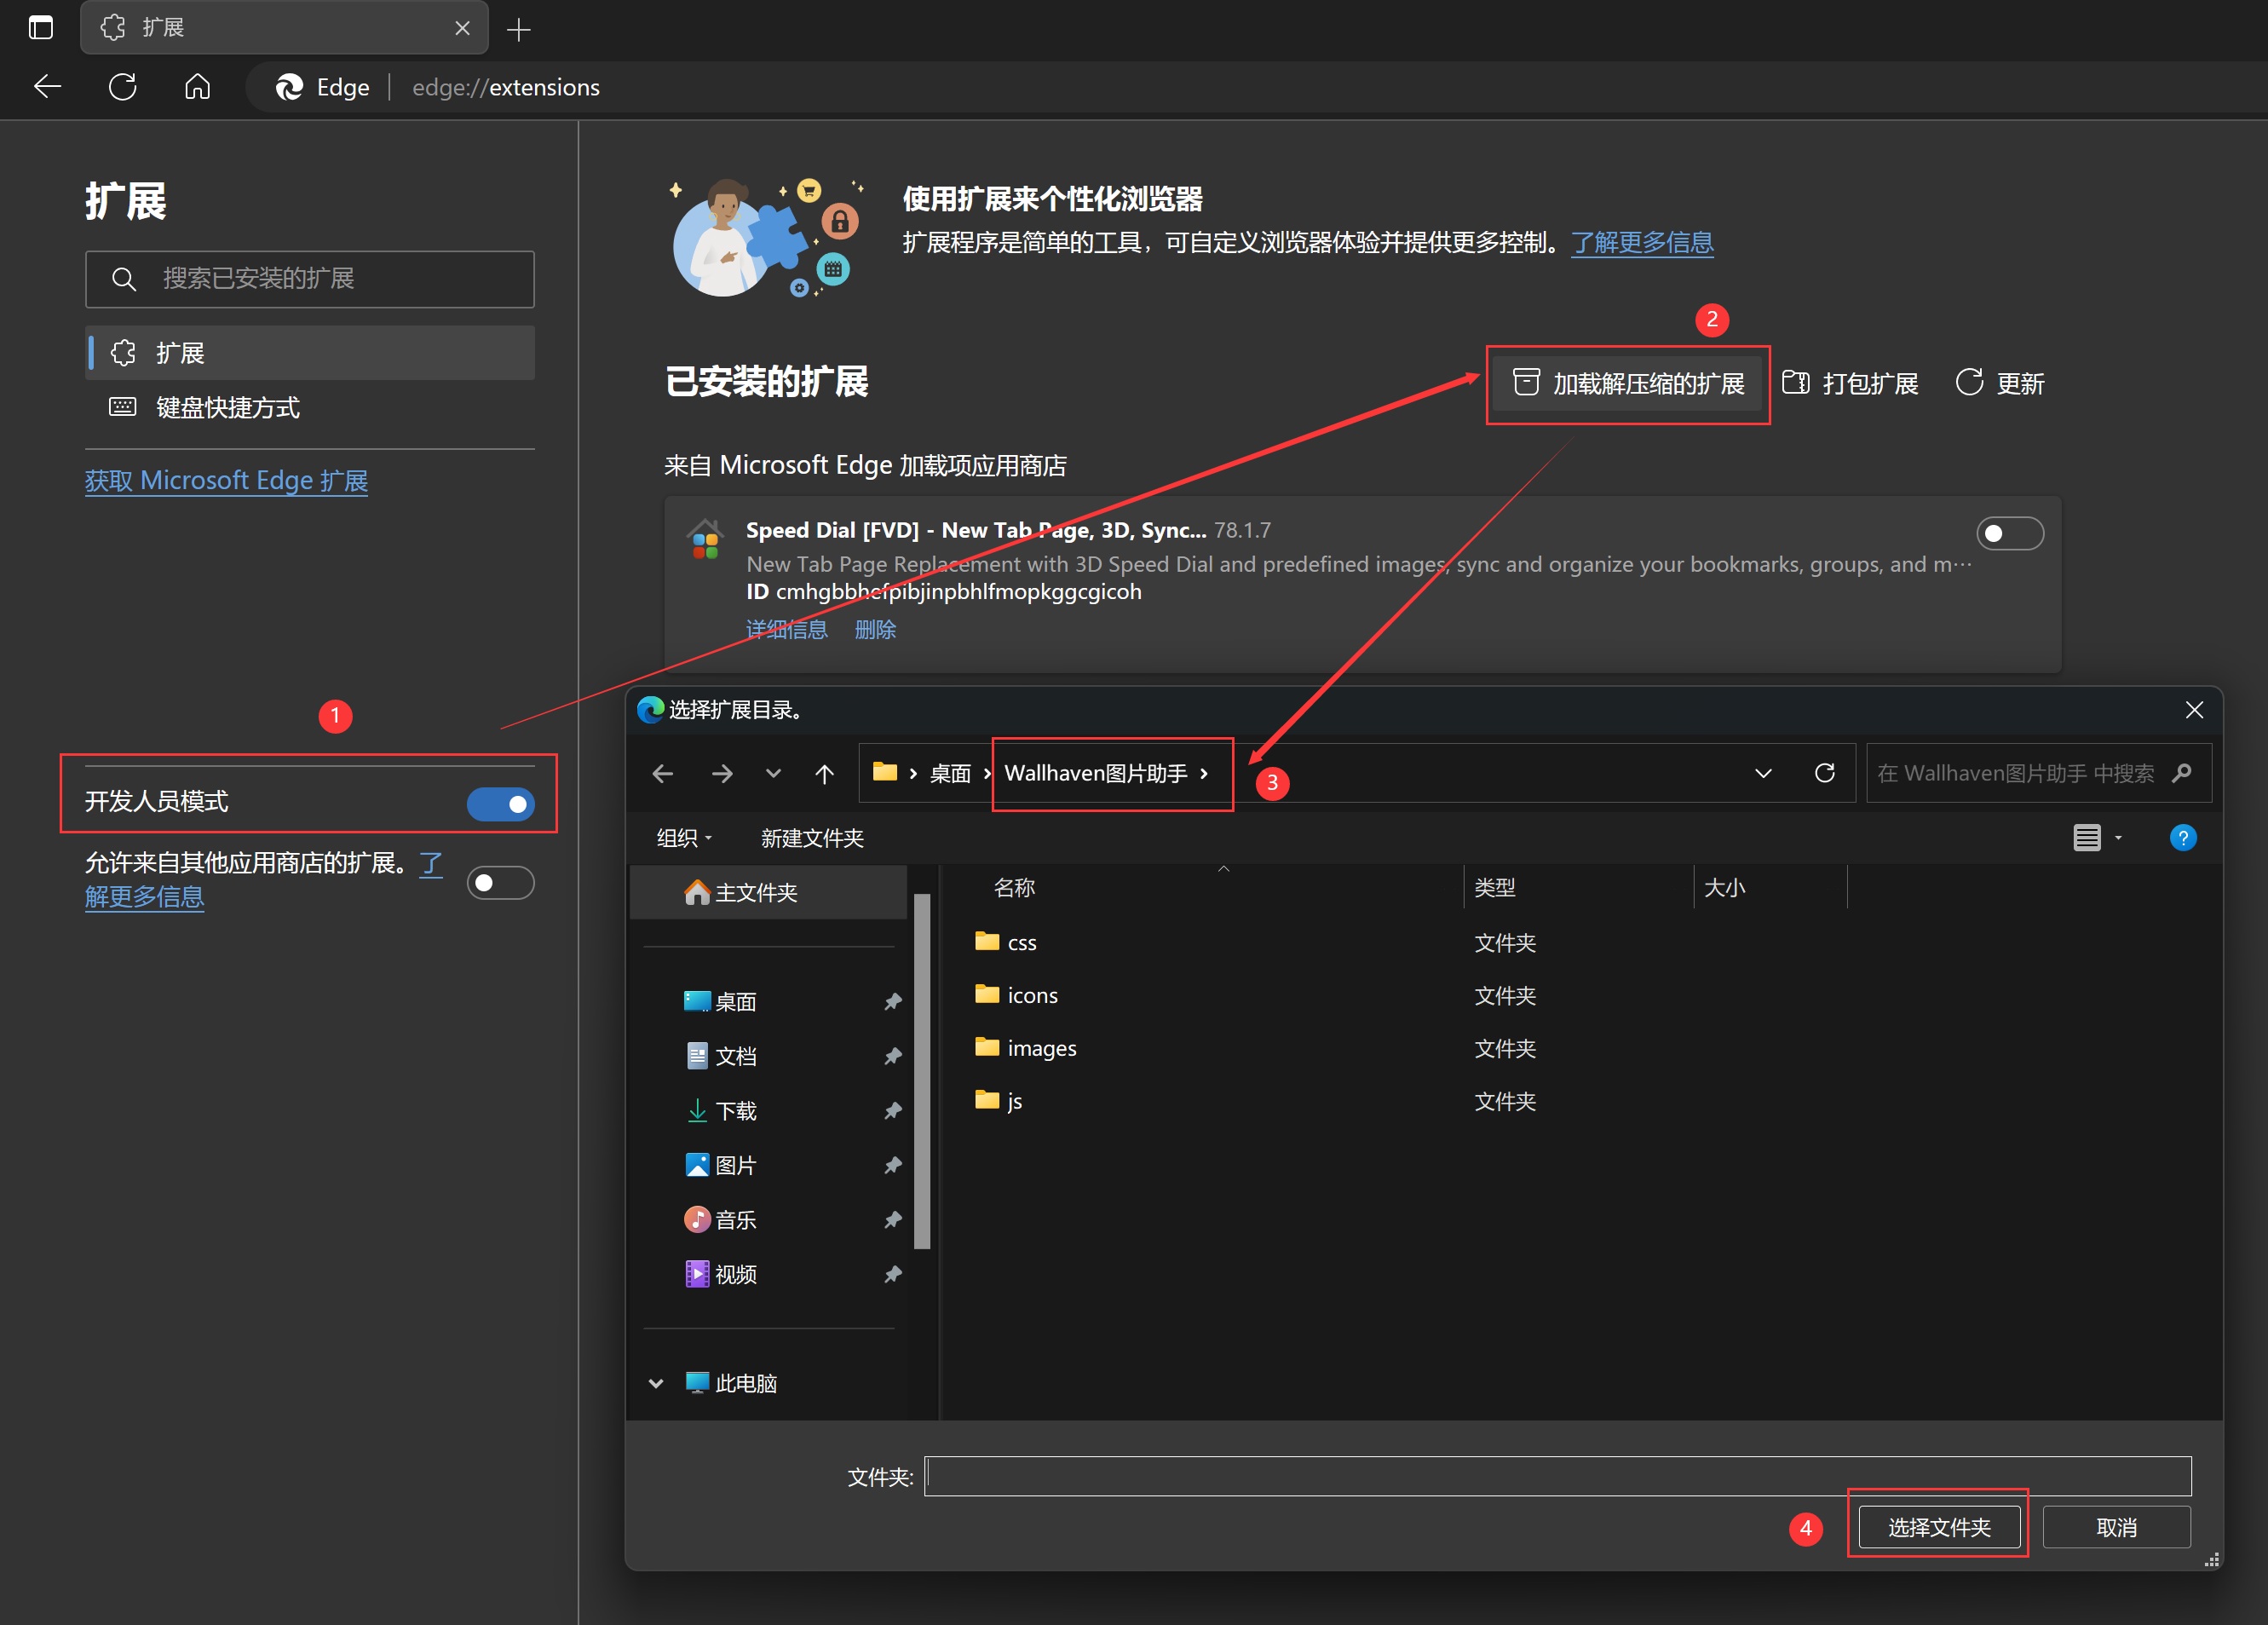 扩展
Edge
edge://extensions
扩展
搜索已安装的扩展
扩展
键盘快捷方式
获取 Microsoft Edge 扩展
1
开发人员模式
允许来自其他应用商店的扩展。了
解更多信息
使用扩展来个性化浏览器
扩展程序是简单的工具，可自定义浏览器体验并提供更多控制。了解更多信息
2
已安装的扩展
加载解压缩的扩展
打包扩展
更新
来自 Microsoft Edge 加载项应用商店
Speed Dial [FVD] - New Tab Page, 3D, Sync... 78.1.7
New Tab Page Replacement with 3D Speed Dial and predefined images, sync and organize your bookmarks, groups, and m…
ID cmhgbbhefpibjinpbhlfmopkggcgicoh
详细信息
删除
选择扩展目录。
桌面
Wallhaven图片助手
3
在 Wallhaven图片助手 中搜索
组织
新建文件夹
?
主文件夹
桌面
文档
下载
图片
音乐
视频
此电脑
名称
类型
大小
css
文件夹
icons
文件夹
images
文件夹
js
文件夹
文件夹:
4
选择文件夹
取消